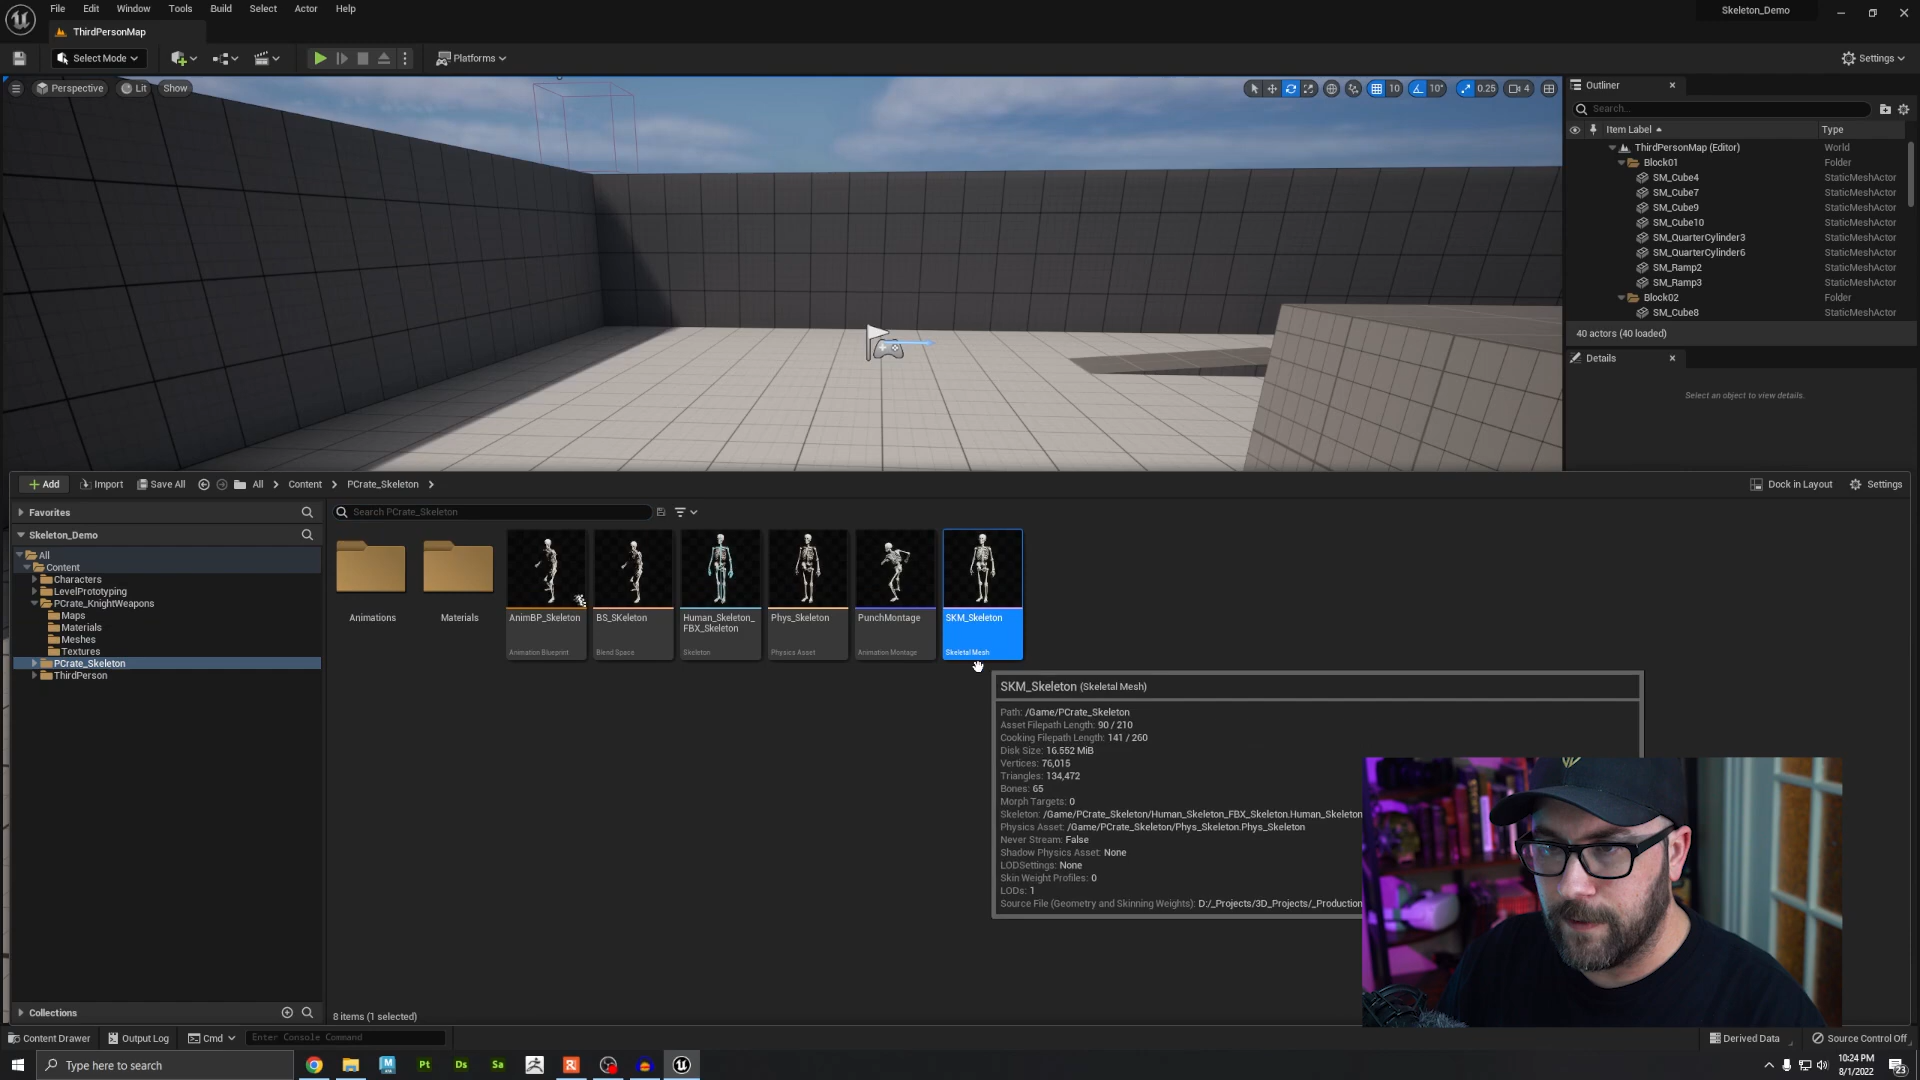 File Edit Window Tools Build Select Actor Help
Skeleton_Demo
ThirdPersonMap
Select Mode
Platforms
Settings
Perspective Lit Show
10 10° 0.25 4
Outliner
Search...
Item Label Type
ThirdPersonMap (Editor) World
Block01 Folder
SM_Cube4 StaticMeshActor
SM_Cube7 StaticMeshActor
SM_Cube9 StaticMeshActor
SM_Cube10 StaticMeshActor
SM_QuarterCylinder3 StaticMeshActor
SM_QuarterCylinder6 StaticMeshActor
SM_Ramp2 StaticMeshActor
SM_Ramp3 StaticMeshActor
Block02 Folder
SM_Cube8 StaticMeshActor
40 actors (40 loaded)
Details
Select an object to view details.
Add Import Save All All Content PCrate_Skeleton
Dock in Layout Settings
Favorites
Search PCrate_Skeleton
Skeleton_Demo
All
Content
Characters
LevelPrototyping
PCrate_KnightWeapons
Maps
Materials
Meshes
Textures
PCrate_Skeleton
ThirdPerson
Animations
Materials
AnimBP_Skeleton
Animation Blueprint
BS_SKeleton
Blend Space
Human_Skeleton_
FBX_Skeleton
Skeleton
Phys_Skeleton
Physics Asset
PunchMontage
Animation Montage
SKM_Skeleton
Skeletal Mesh
SKM_Skeleton (Skeletal Mesh)
Path: /Game/PCrate_Skeleton
Asset Filepath Length: 90 / 210
Cooking Filepath Length: 141 / 260
Disk Size: 16.552 MiB
Vertices: 76,015
Triangles: 134,472
Bones: 65
Morph Targets: 0
Skeleton: /Game/PCrate_Skeleton/Human_Skeleton_FBX_Skeleton.Human_Skeleton
Physics Asset: /Game/PCrate_Skeleton/Phys_Skeleton.Phys_Skeleton
Never Stream: False
Shadow Physics Asset: None
LODSettings: None
Skin Weight Profiles: 0
LODs: 1
Source File (Geometry and Skinning Weights): D:/_Projects/3D_Projects/_Production
Collections
8 items (1 selected)
Content Drawer Output Log Cmd Enter Console Command
Derived Data Source Control Off
Type here to search
Pt Ds Sa
10:24 PM
8/1/2022
23